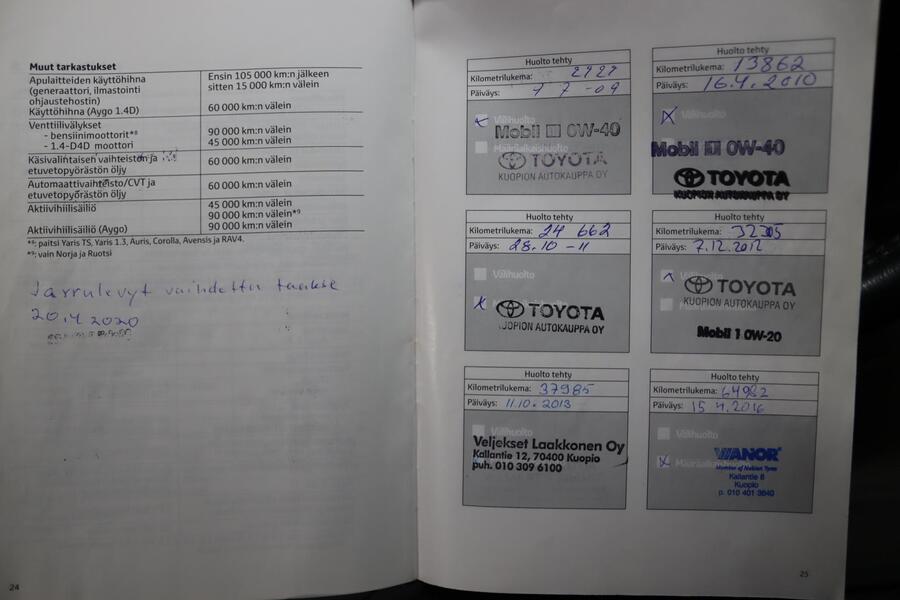 Muut tarkastukset
Apulaitteiden käyttöhihna
(generaattori, ilmastointi
ohjaustehostin)
Käyttöhihna (Aygo 1.4D)
Ensin 105 000 km:n jälkeen
sitten 15 000 km:n välein
60 000 km:n välein
Venttiilivälykset
- bensiinimoottorit*⁸
- 1.4-D4D moottori
90 000 km:n välein
45 000 km:n välein
Käsivalintaisen vaihteiston ja
etuvetopyörästön öljy
60 000 km:n välein
Automaattivaihteisto/CVT ja
etuvetopyörästön öljy
60 000 km:n välein
Aktiivihiilisäiliö
45 000 km:n välein
90 000 km:n välein*⁹
Aktiivihiilisäiliö (Aygo)
90 000 km:n välein
*⁸; paitsi Yaris TS, Yaris 1.3, Auris, Corolla, Avensis ja RAV4.
*⁹; vain Norja ja Ruotsi
Jarrulevyt vaihdettu taakse
20.4 2020
24
Huolto tehty
Kilometrilukema: 2727
Päiväys: 7 7 -09
Välihuolto
Mobil 1 0W-40
Määräaikaishuolto
TOYOTA
KUOPION AUTOKAUPPA OY
Huolto tehty
Kilometrilukema: 13862
Päiväys: 16.4.2010
Välihuolto
Mobil 1 0W-40
TOYOTA
KUOPION AUTOKAUPPA OY
Huolto tehty
Kilometrilukema: 24 662
Päiväys: 28.10 -11
Välihuolto
TOYOTA
KUOPION AUTOKAUPPA OY
Huolto tehty
Kilometrilukema: 32305
Päiväys: 7.12.2012
Välihuolto
TOYOTA
KUOPION AUTOKAUPPA OY
Mobil 1 0W-20
Huolto tehty
Kilometrilukema: 37985
Päiväys: 11.10.2013
Välihuolto
Veljekset Laakkonen Oy
Kallantie 12, 70400 Kuopio
puh. 010 309 6100
Huolto tehty
Kilometrilukema: 64982
Päiväys: 15 4.2016
Välihuolto
VIANOR
Member of Nokian Tyres
Kallantie 8
Kuopio
p. 010 401 3640
25